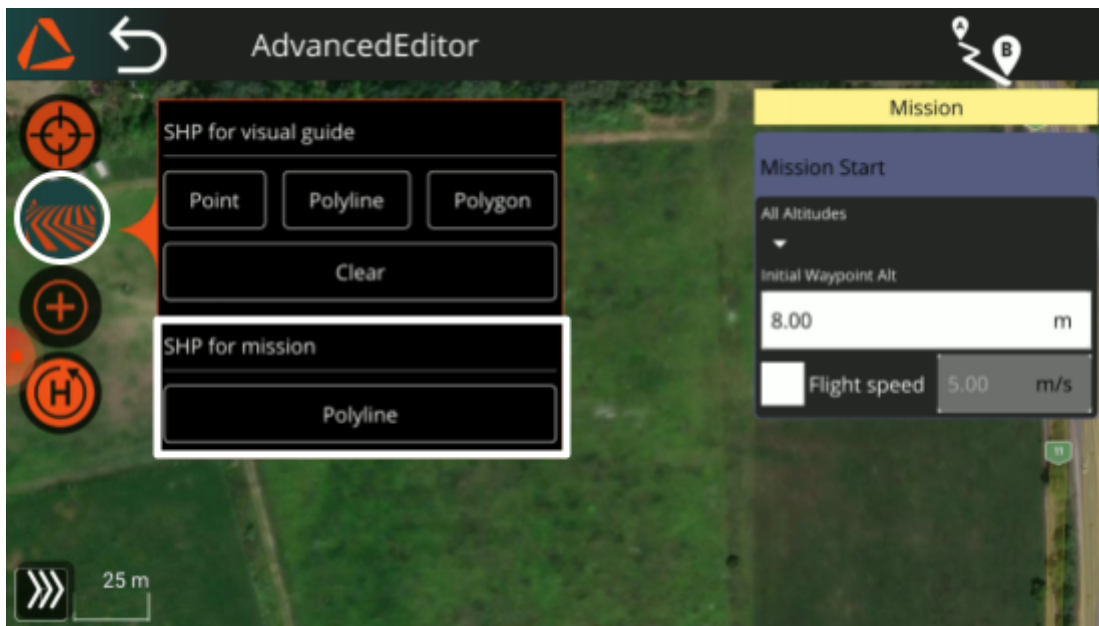 AdvancedEditor
A
B
SHP for visual guide
Point Polyline Polygon
Clear
SHP for mission
Polyline
H
25 m
Mission
Mission Start
All Altitudes
Initial Waypoint Alt
8.00 m
Flight speed 5.00 m/s
11